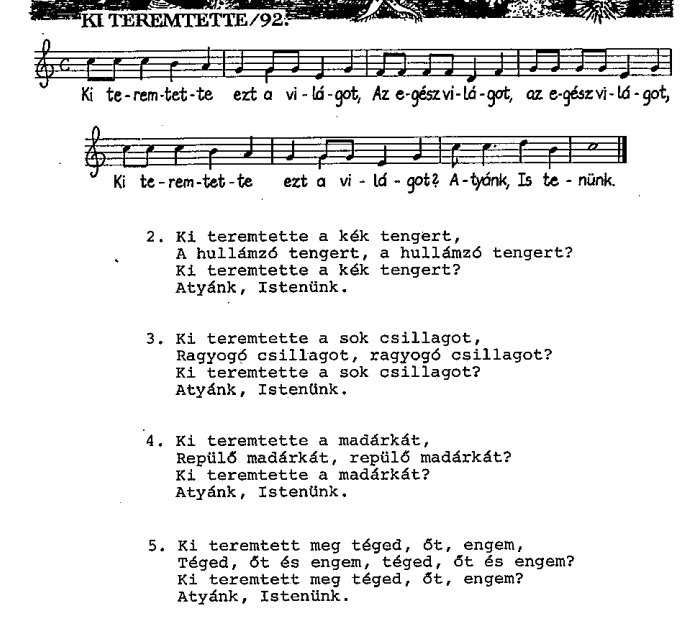 KI TEREMTETTE/92.
Ki te-rem-tet-te ezt a vi-lá-got, Az e-gész vi-lá-got, az e-gész vi-lá-got,
Ki te-rem-tet-te ezt a vi-lá-got? A-tyánk, Is te-nünk.
2. Ki teremtette a kék tengert,
A hullámzó tengert, a hullámzó tengert?
Ki teremtette a kék tengert?
Atyánk, Istenünk.
3. Ki teremtette a sok csillagot,
Ragyogó csillagot, ragyogó csillagot?
Ki teremtette a sok csillagot?
Atyánk, Istenünk.
4. Ki teremtette a madárkát,
Repülő madárkát, repülő madárkát?
Ki teremtette a madárkát?
Atyánk, Istenünk.
5. Ki teremtett meg téged, őt, engem,
Téged, őt és engem, téged, őt és engem?
Ki teremtett meg téged, őt, engem?
Atyánk, Istenünk.